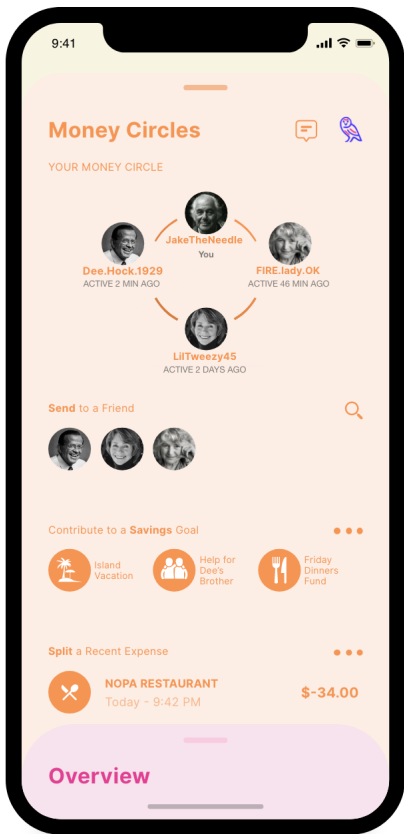 9:41
Money Circles
YOUR MONEY CIRCLE
JakeTheNeedle
You
Dee.Hock.1929
ACTIVE 2 MIN AGO
FIRE.lady.OK
ACTIVE 46 MIN AGO
LilTweezy45
ACTIVE 2 DAYS AGO
Send to a Friend
Contribute to a Savings Goal
Island
Vacation
Help for
Dee's
Brother
Friday
Dinners
Fund
Split a Recent Expense
NOPA RESTAURANT
$-34.00
Today - 9:42 PM
Overview